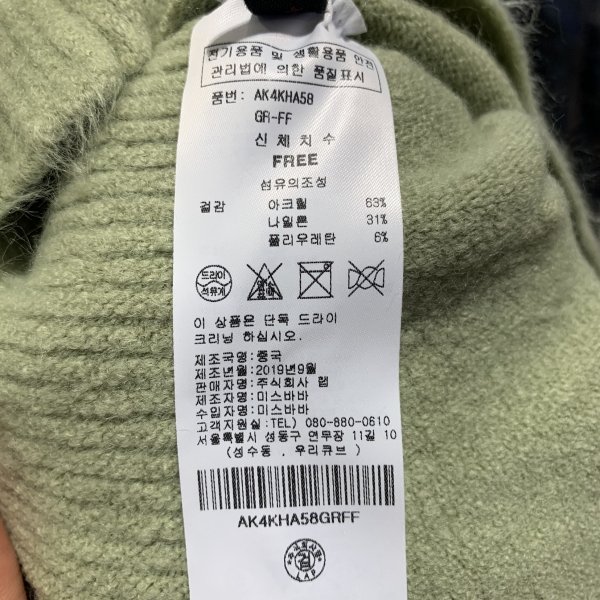 전기용품 및 생활용품 안전
관리법에 의한 품질표시
품번: AK4KHA58
GR-FF
신체치수
FREE
섬유의조성
겉감 아크릴 63%
나일론 31%
폴리우레탄 6%
드라이
석유계
이 상품은 단독 드라이
크리닝 하십시오.
제조국명:중국
제조년월:2019년9월
판매자명:주식회사 랩
제조자명:미스바바
수입자명:미스바바
고객지원실:TEL) 080-880-0610
서울특별시 성동구 연무장 11길 10
(성수동 , 우리큐브 )
AK4KHA58GRFF
LAP